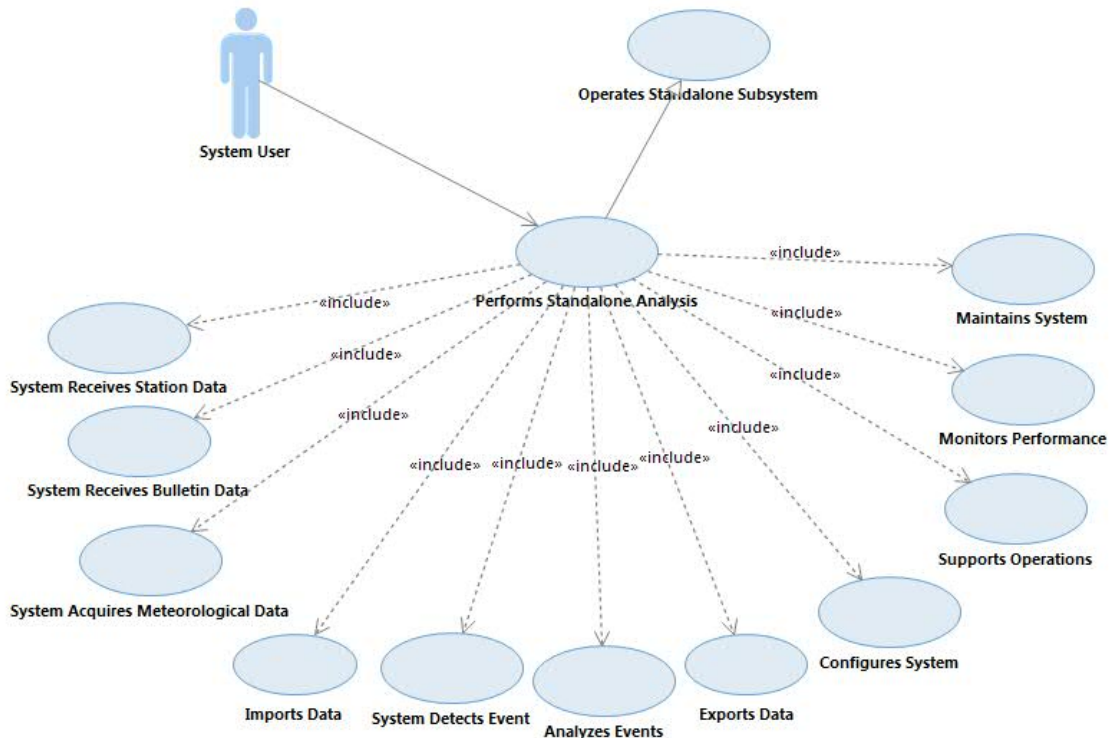 Operates Standalone Subsystem
System User
«include»
Performs Standalone Analysis
«include»
Maintains System
«include»
«include»
System Receives Station Data
«include»
«include»
Monitors Performance
«include»
«include»
System Receives Bulletin Data
«include»
«include»
«include»
«include»
Supports Operations
System Acquires Meteorological Data
Configures System
Imports Data
System Detects Event
Analyzes Events
Exports Data